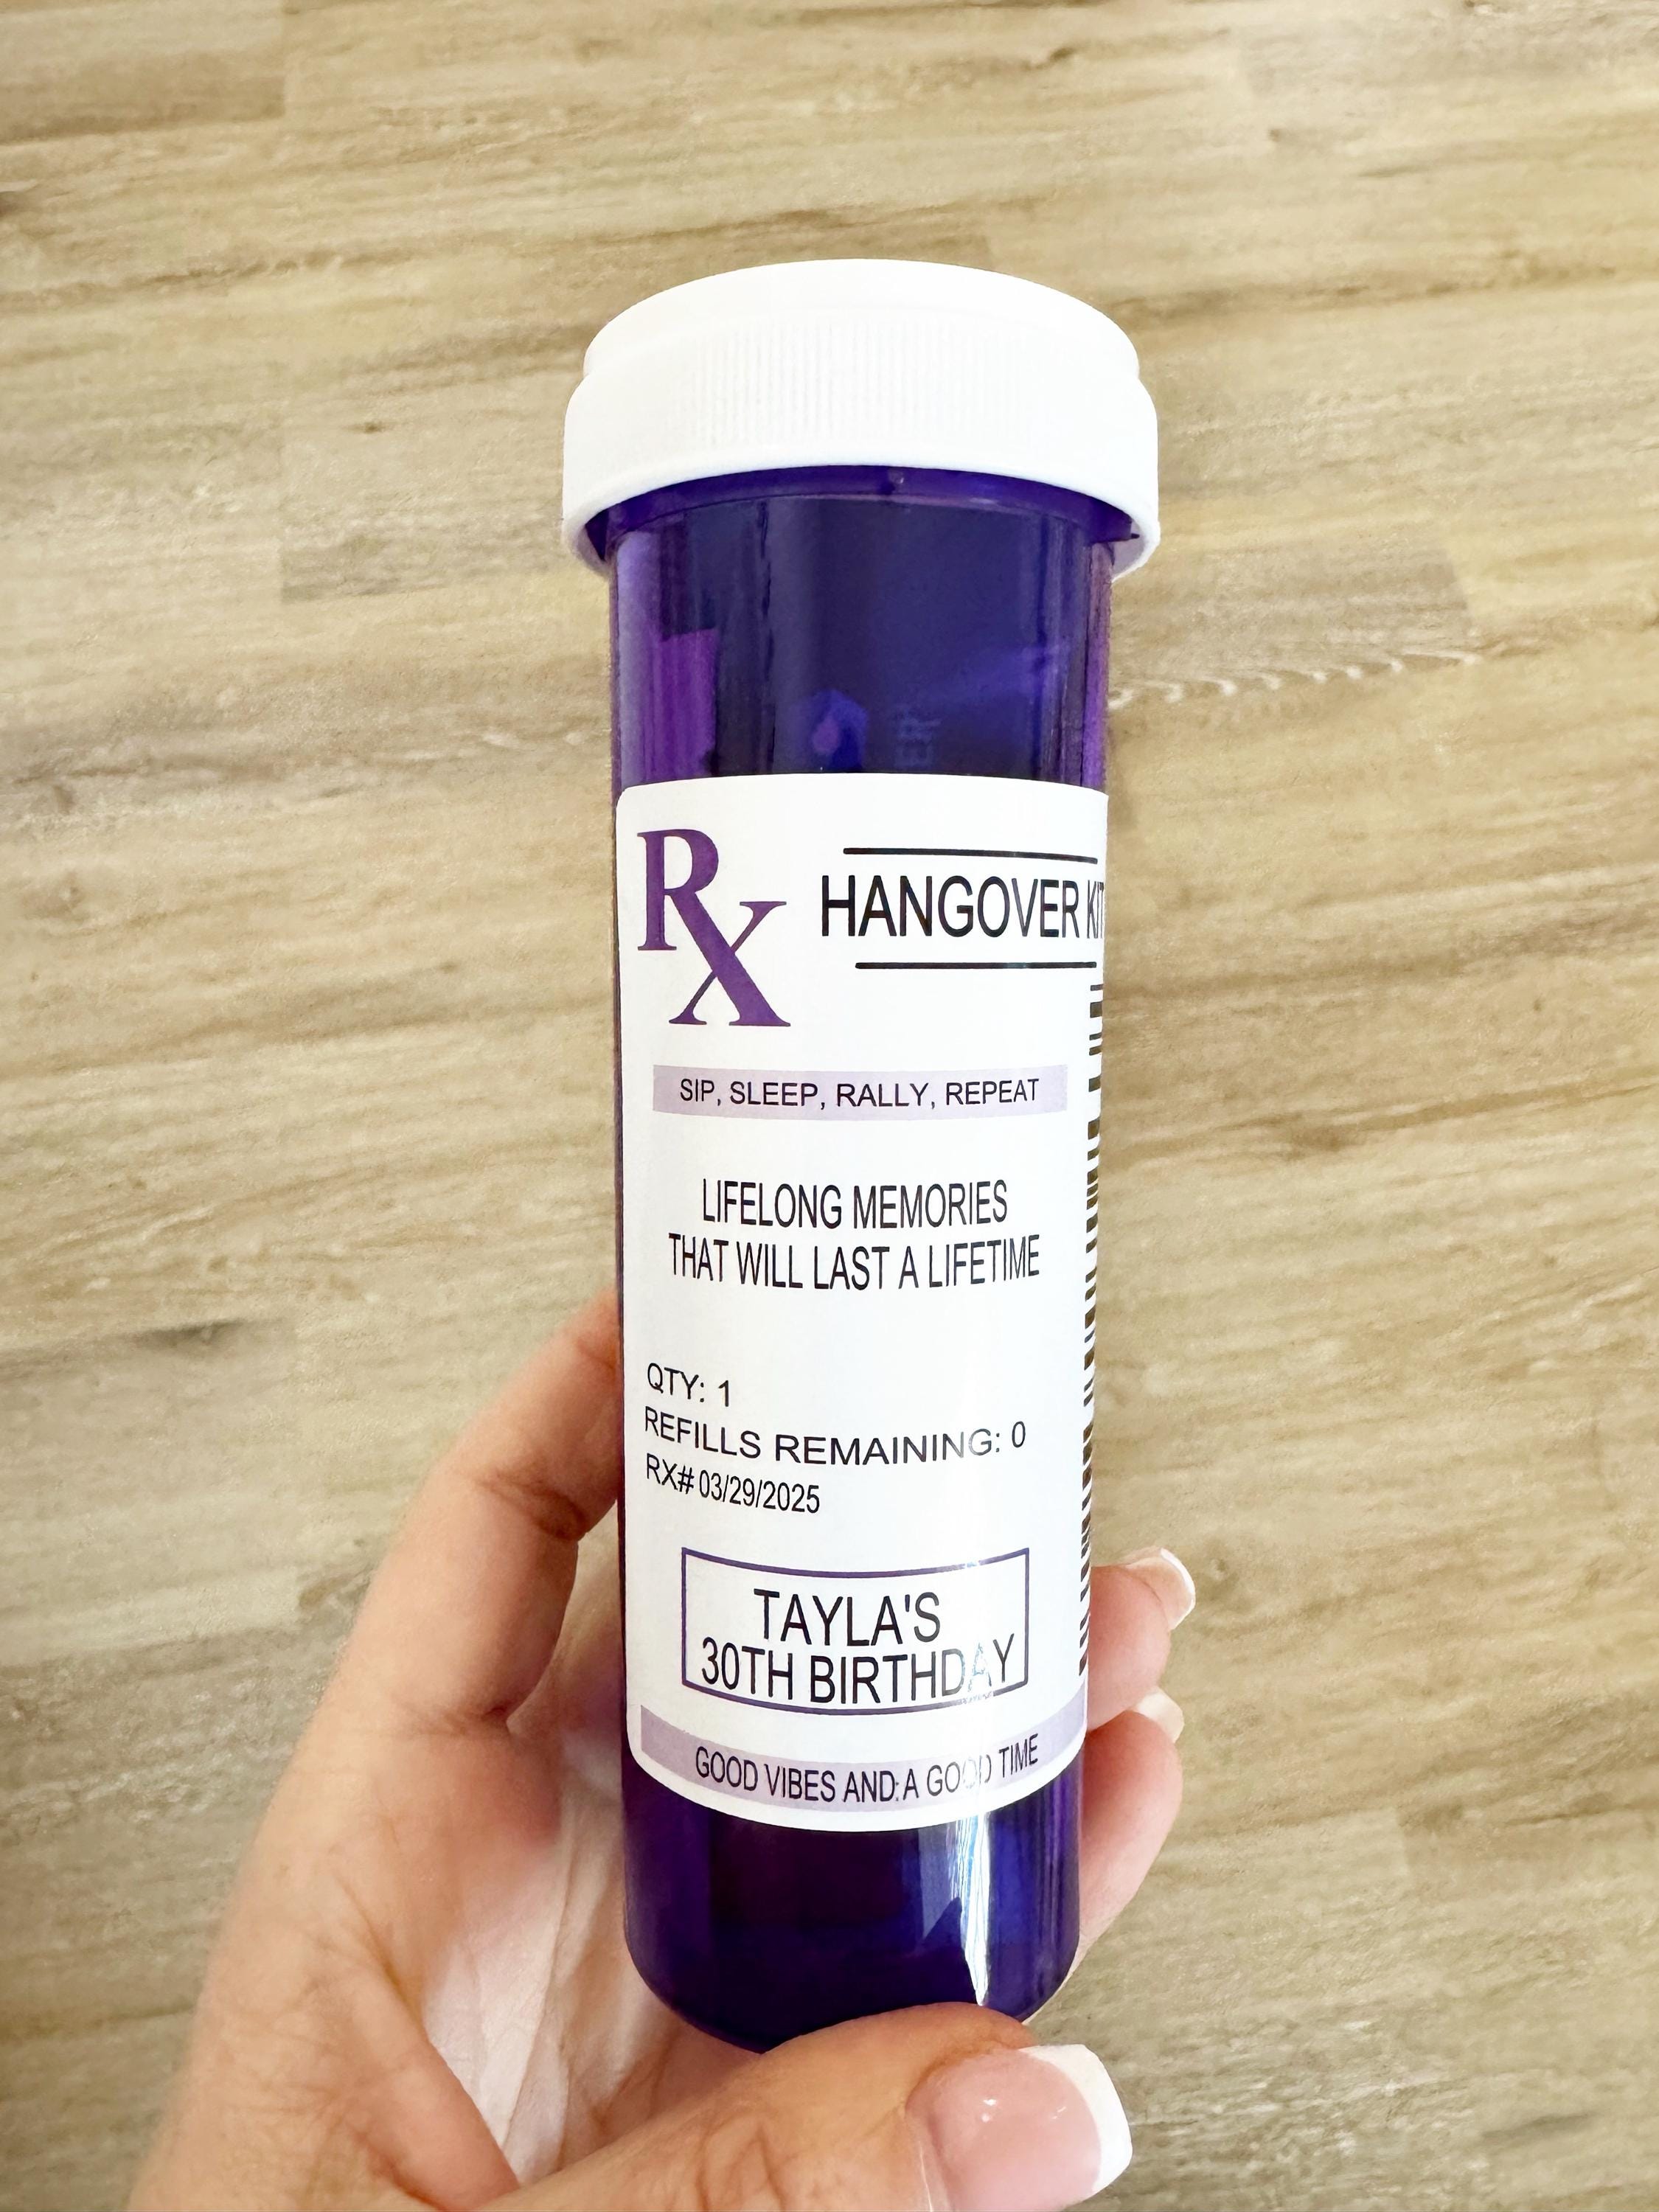 Rx
HANGOVER KIT
SIP, SLEEP, RALLY, REPEAT
LIFELONG MEMORIES
THAT WILL LAST A LIFETIME
QTY: 1
REFILLS REMAINING: 0
RX# 03/29/2025
TAYLA'S
30TH BIRTHDAY
GOOD VIBES AND A GOOD TIME